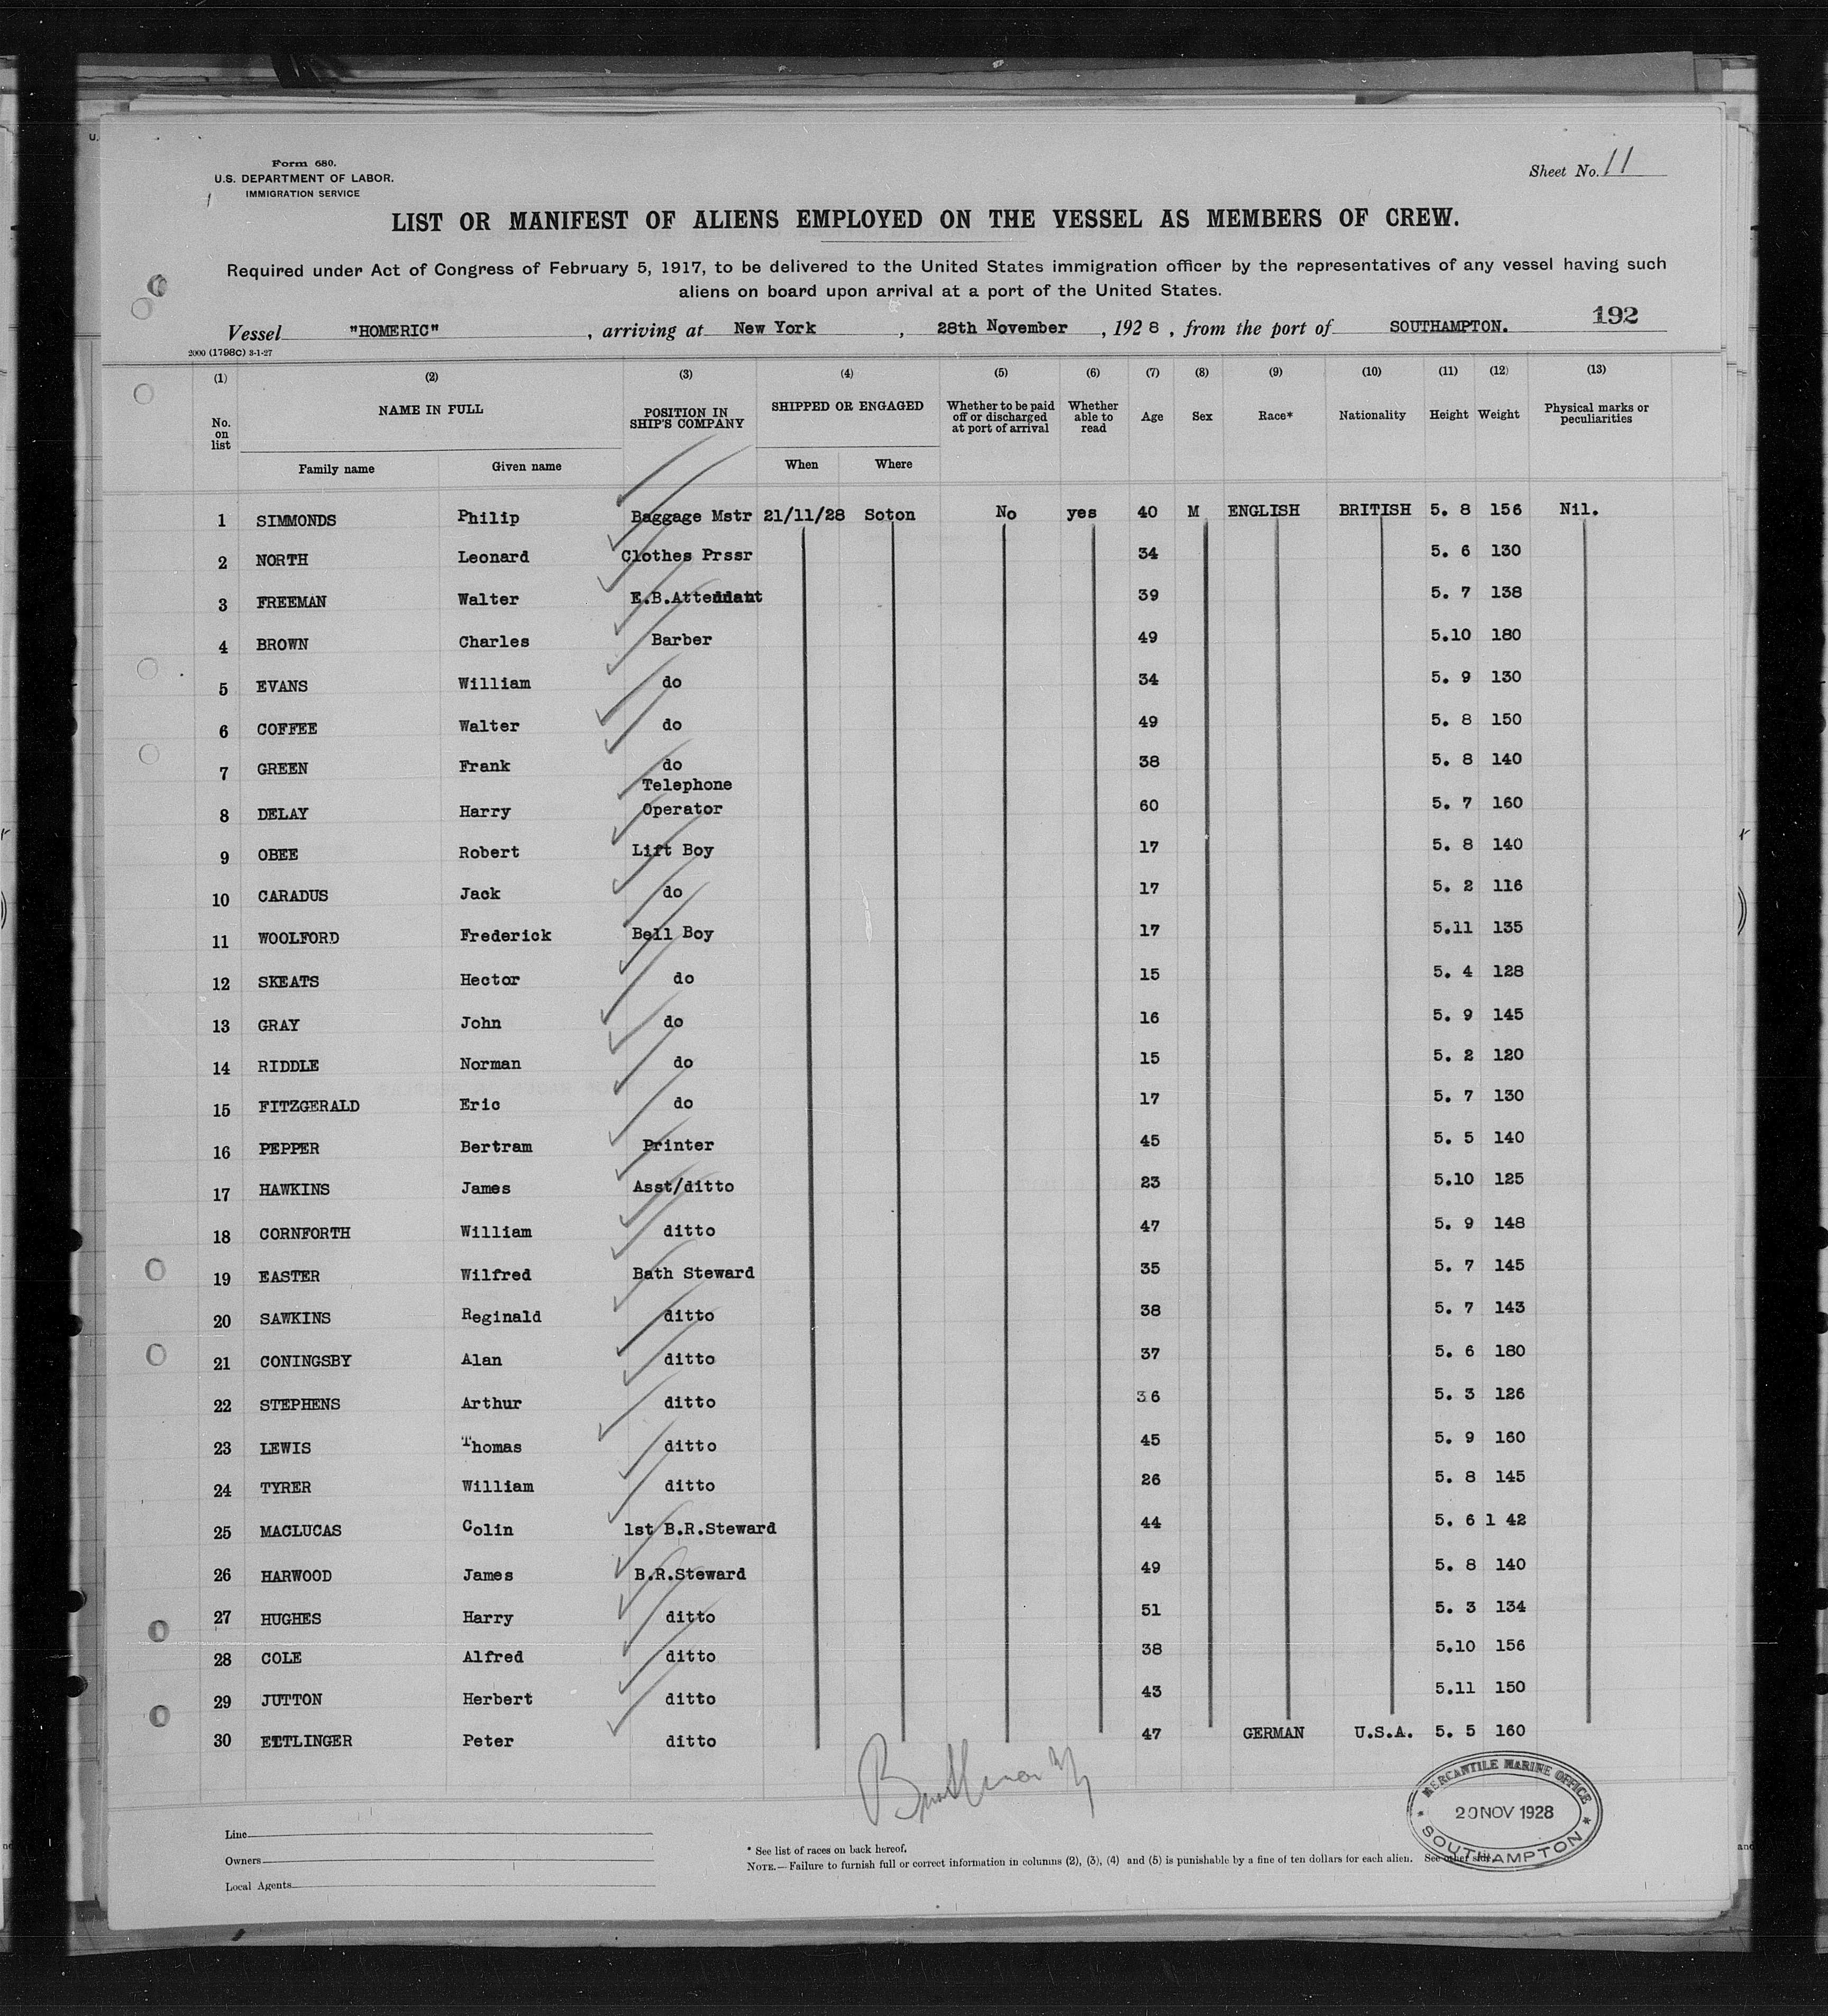 Form 680.
U.S. DEPARTMENT OF LABOR.
IMMIGRATION SERVICE
Sheet No. 11
LIST OR MANIFEST OF ALIENS EMPLOYED ON THE VESSEL AS MEMBERS OF CREW.
Required under Act of Congress of February 5, 1917, to be delivered to the United States immigration officer by the representatives of any vessel having such
aliens on board upon arrival at a port of the United States.
192
Vessel "HOMERIC", arriving at New York, 28th November, 1928, from the port of SOUTHAMPTON.
2000 (1798C) 3-1-27
(1) (2) (3) (4) (5) (6) (7) (8) (9) (10) (11) (12) (13)
No. on list NAME IN FULL POSITION IN SHIP'S COMPANY SHIPPED OR ENGAGED Whether to be paid off or discharged at port of arrival Whether able to read Age Sex Race* Nationality Height Weight Physical marks or peculiarities
Family name Given name When Where
1 SIMMONDS Philip Baggage Mstr 21/11/28 Soton No yes 40 M ENGLISH BRITISH 5. 8 156 Nil.
2 NORTH Leonard Clothes Prssr 34 5. 6 130
3 FREEMAN Walter E.B.Attendant 39 5. 7 138
4 BROWN Charles Barber 49 5.10 180
5 EVANS William do 34 5. 9 130
6 COFFEE Walter do 49 5. 8 150
7 GREEN Frank do 38 5. 8 140
Telephone
8 DELAY Harry Operator 60 5. 7 160
9 OBEE Robert Lift Boy 17 5. 8 140
10 CARADUS Jack do 17 5. 2 116
11 WOOLFORD Frederick Bell Boy 17 5.11 135
12 SKEATS Hector do 15 5. 4 128
13 GRAY John do 16 5. 9 145
14 RIDDLE Norman do 15 5. 2 120
15 FITZGERALD Eric do 17 5. 7 130
16 PEPPER Bertram Printer 45 5. 5 140
17 HAWKINS James Asst/ditto 23 5.10 125
18 CORNFORTH William ditto 47 5. 9 148
19 EASTER Wilfred Bath Steward 35 5. 7 145
20 SAWKINS Reginald ditto 38 5. 7 143
21 CONINGSBY Alan ditto 37 5. 6 180
22 STEPHENS Arthur ditto 36 5. 3 126
23 LEWIS Thomas ditto 45 5. 9 160
24 TYRER William ditto 26 5. 8 145
25 MACLUCAS Colin 1st B.R.Steward 44 5. 6 1 42
26 HARWOOD James B.R.Steward 49 5. 8 140
27 HUGHES Harry ditto 51 5. 3 134
28 COLE Alfred ditto 38 5.10 156
29 JUTTON Herbert ditto 43 5.11 150
30 ETTLINGER Peter ditto 47 GERMAN U.S.A. 5. 5 160
MERCANTILE MARINE OFFICE
20 NOV 1928
SOUTHAMPTON
Line
Owners
Local Agents
* See list of races on back hereof.
NOTE.—Failure to furnish full or correct information in columns (2), (3), (4) and (5) is punishable by a fine of ten dollars for each alien. See other side.